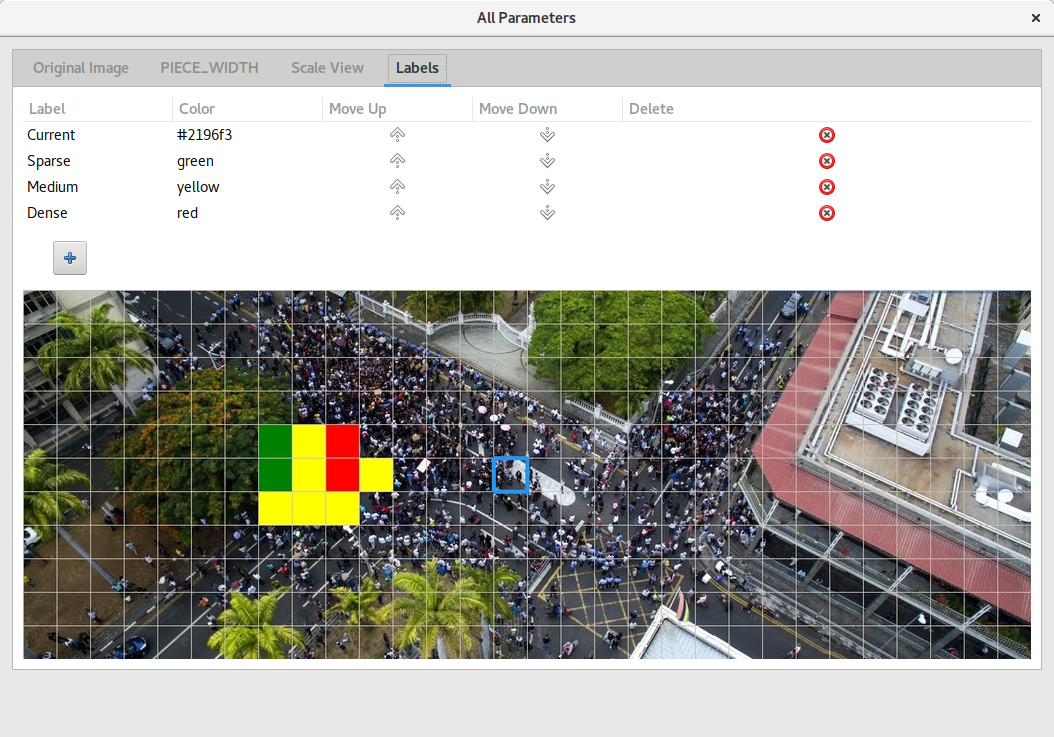 All Parameters
Original Image PIECE_WIDTH Scale View Labels
Label Color Move Up Move Down Delete
Current #2196f3
Sparse green
Medium yellow
Dense red